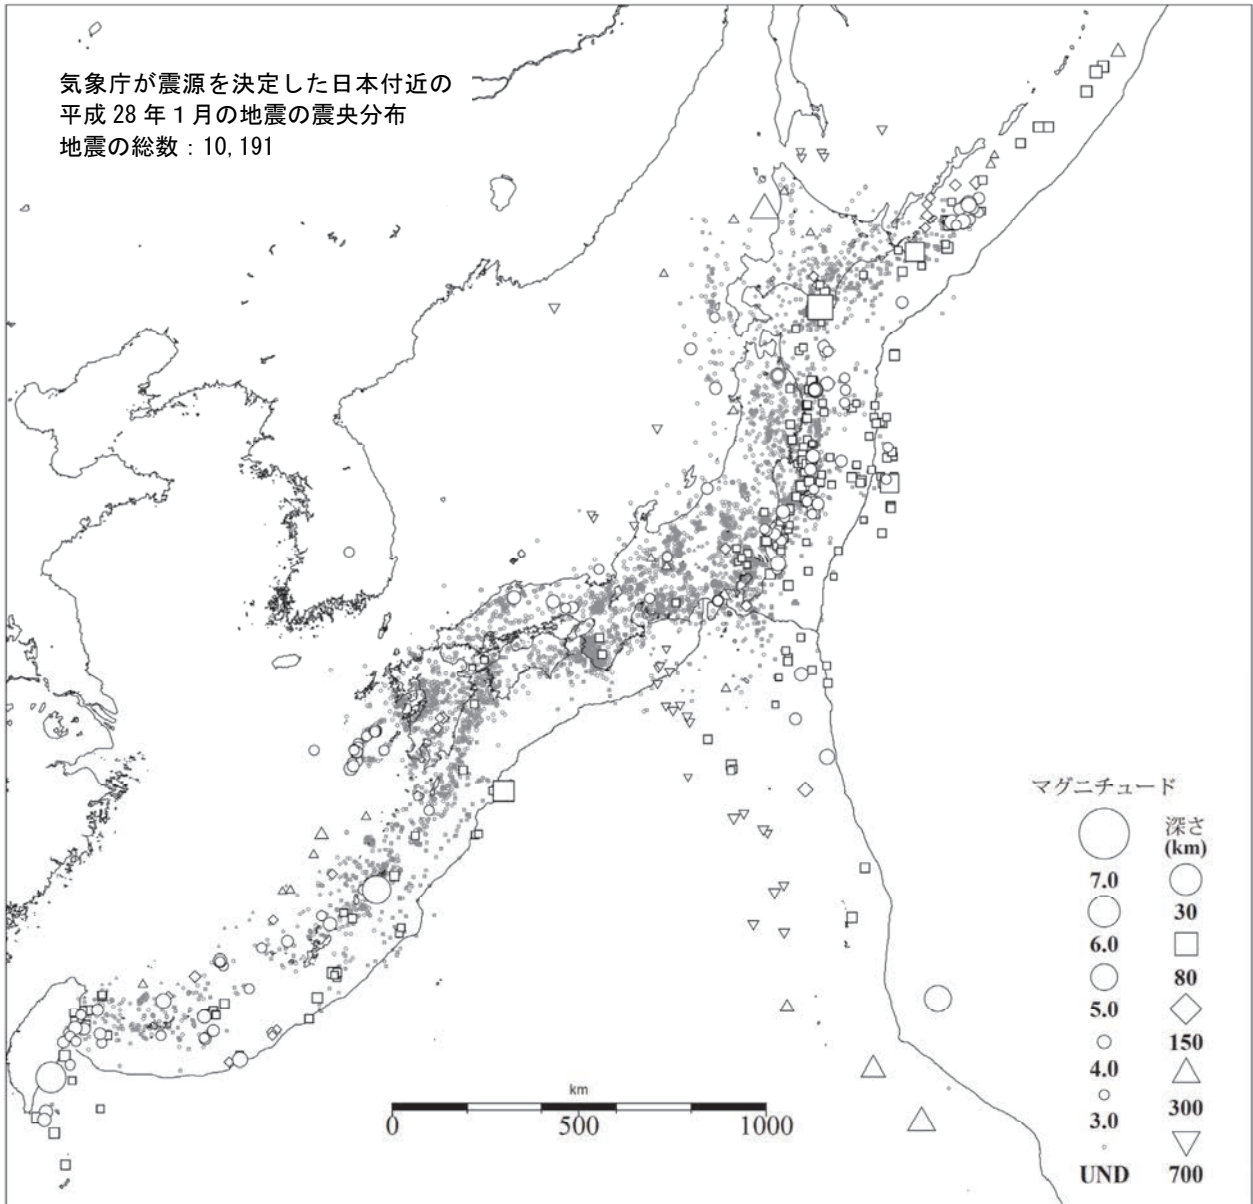 気象庁が震源を決定した日本付近の
平成28年1月の地震の震央分布
地震の総数：10,191
マグニチュード
深さ
(km)
7.0
30
6.0
80
5.0
150
4.0
300
3.0
UND 700
km
0 500 1000